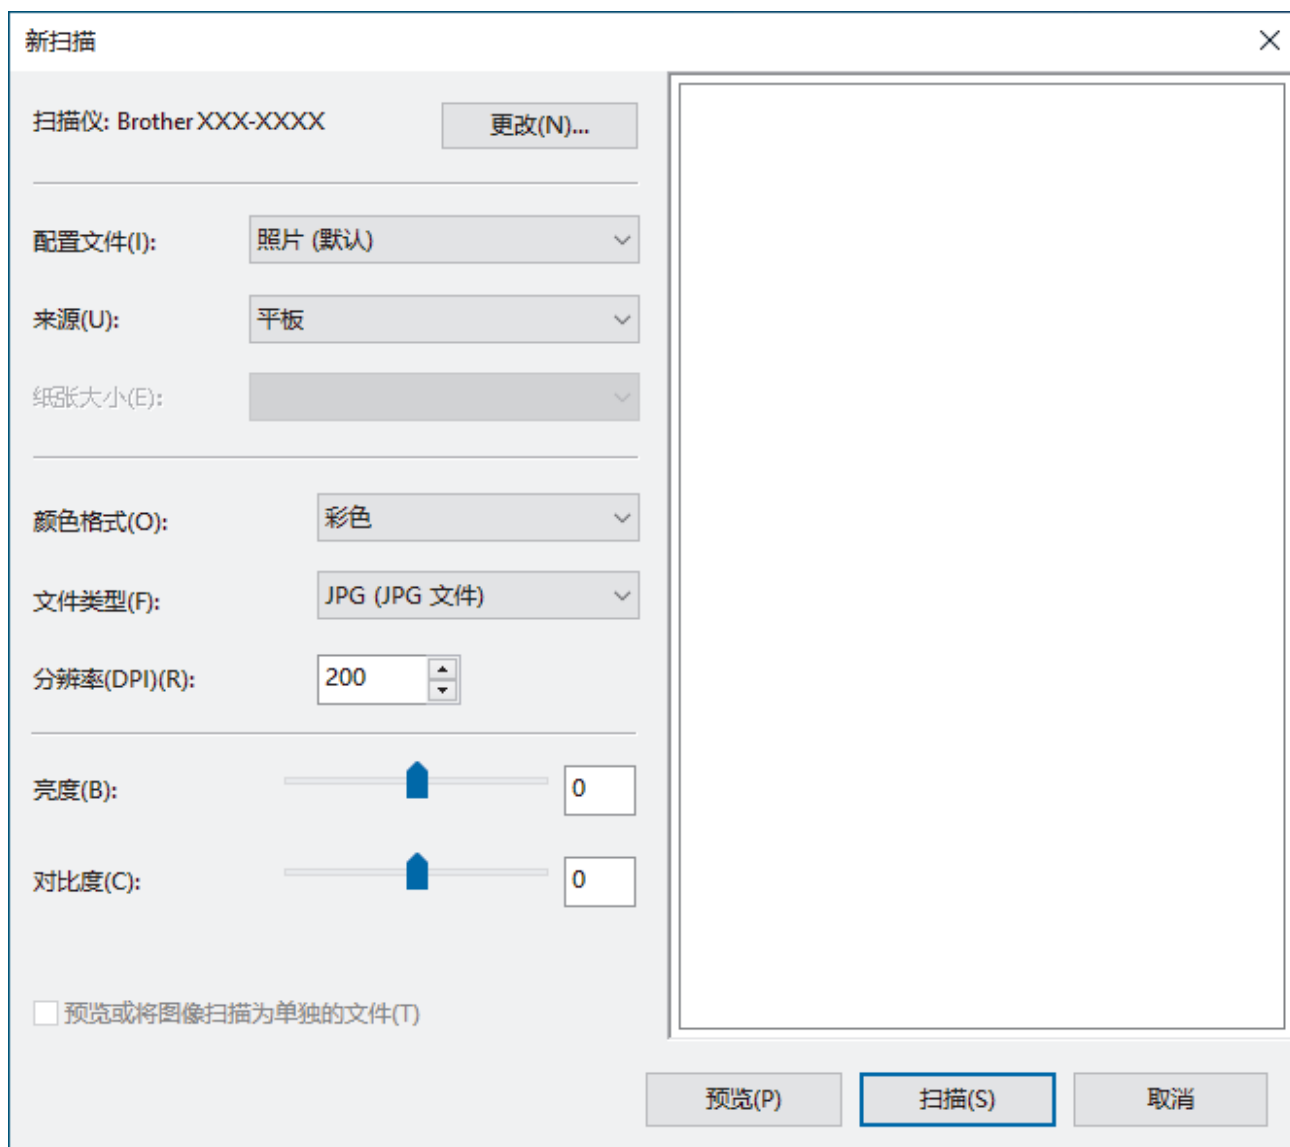 新扫描
扫描仪: Brother XXX-XXXX 更改(N)...
配置文件(I): 照片 (默认)
来源(U): 平板
纸张大小(E):
颜色格式(O): 彩色
文件类型(F): JPG (JPG 文件)
分辨率(DPI)(R): 200
亮度(B): 0
对比度(C): 0
预览或将图像扫描为单独的文件(T)
预览(P) 扫描(S) 取消